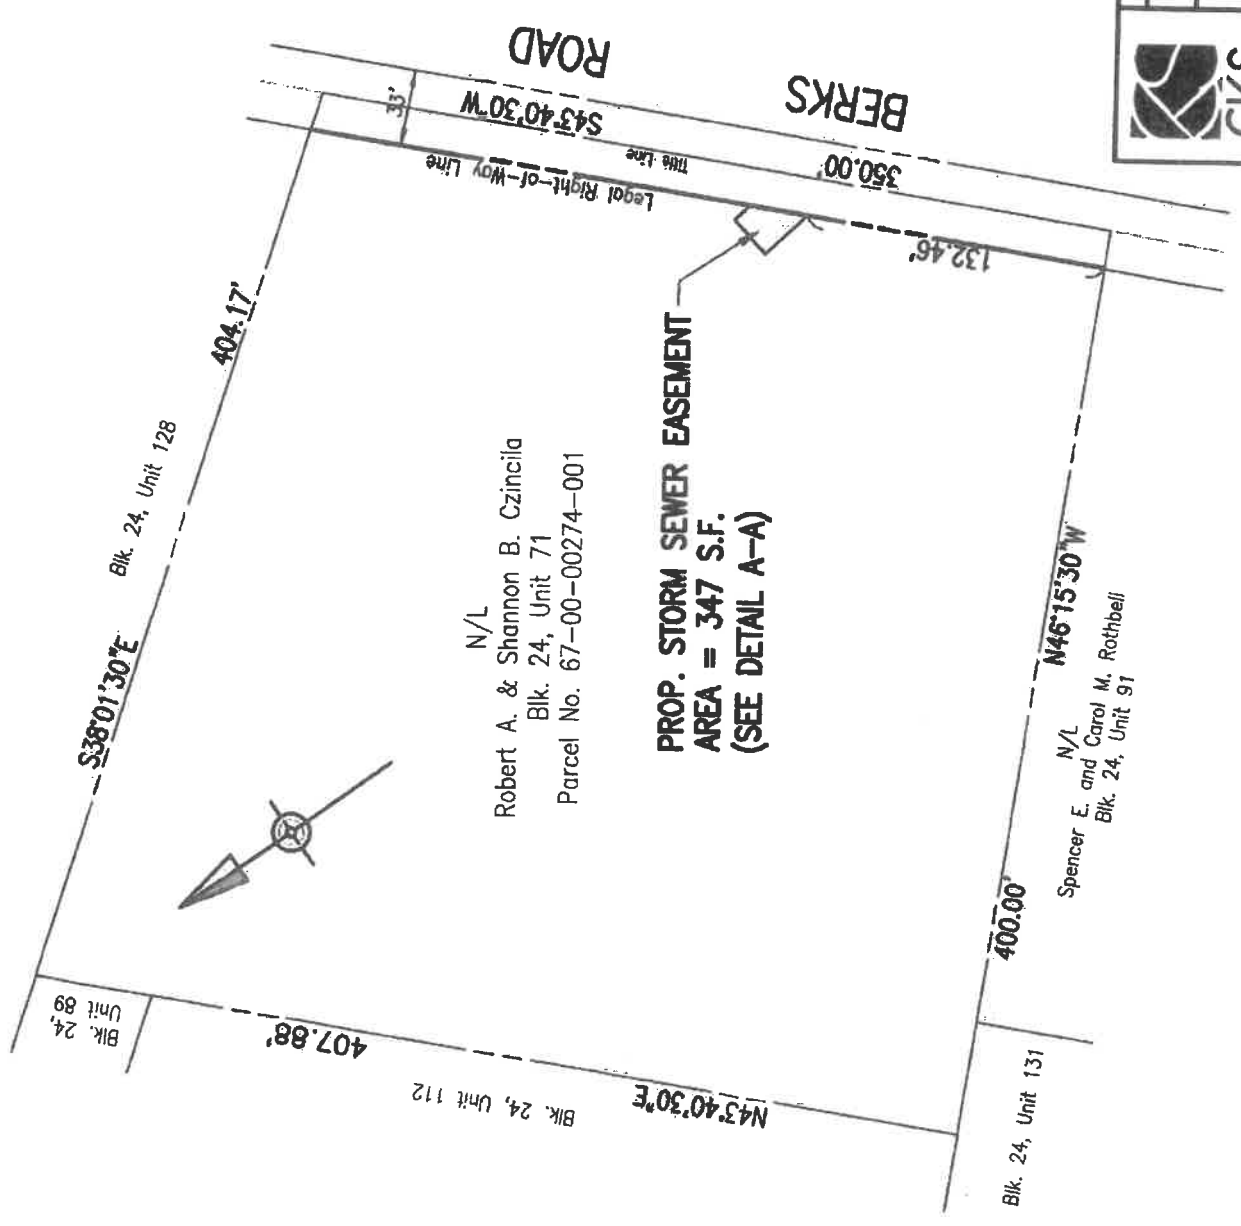 BERKS
ROAD
33'
S43°40'30"W
350.00'
Title Line
Legal Right-of-Way Line
132.46'
404.17'
S38°01'30"E
Blk. 24, Unit 128
N/L
Robert A. & Shannon B. Czincila
Blk. 24, Unit 71
Parcel No. 67-00-00274-001
PROP. STORM SEWER EASEMENT
AREA = 347 S.F.
(SEE DETAIL A-A)
N46°15'30"W
400.00'
N/L
Spencer E. and Carol M. Rothbell
Blk. 24, Unit 91
Blk. 24, Unit 131
N43°40'30"E
407.88'
Blk. 24, Unit 112
Blk. 24,
Unit 89